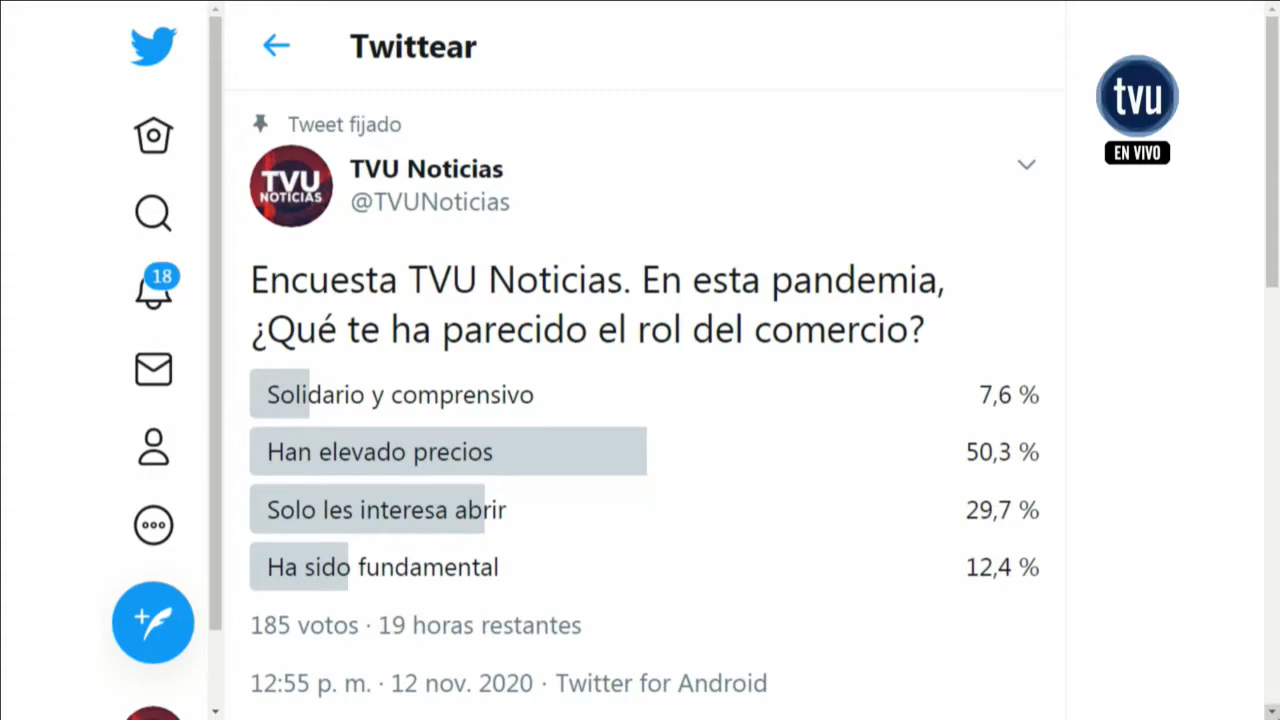 Twittear
tvu
EN VIVO
Tweet fijado
TVU Noticias
@TVUNoticias
TVU
NOTICIAS
18
Encuesta TVU Noticias. En esta pandemia,
¿Qué te ha parecido el rol del comercio?
Solidario y comprensivo 7,6 %
Han elevado precios 50,3 %
Solo les interesa abrir 29,7 %
Ha sido fundamental 12,4 %
185 votos · 19 horas restantes
12:55 p. m. · 12 nov. 2020 · Twitter for Android